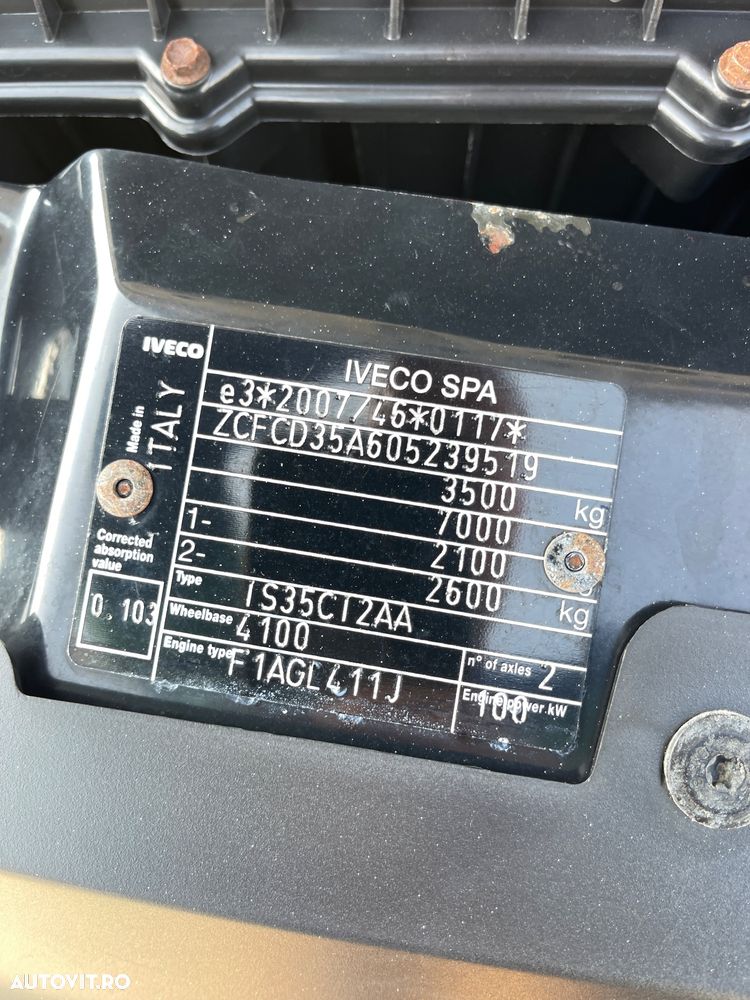 IVECO
Made in ITALY
IVECO SPA
e3*2007/46*0117*
ZCFCD35A605239519
3500 kg
7000
1- 2100
2- 2600 kg
Type IS35CI2AA
Wheelbase 4100
n° of axles 2
Engine type F1AGL411J
Engine power.kW 100
Corrected
absorption
value
0. 103
AUTOVIT.RO